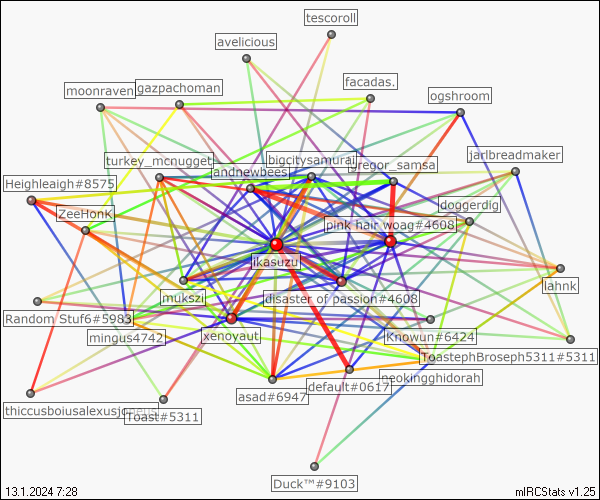 tescoroll
avelicious
facadas.
moonraven
gazpachoman
ogshroom
turkey_mcnugget
bigcitysamurai
andnewbees
gregor_samsa
jarlbreadmaker
Heighleaigh#8575
doggerdig
ZeeHonK
pink hair woag#4608
ikasuzu
lahnk
mukszi
disaster of passion#4608
Random Stuf6#5983
xenoyaut
mingus4742
Knowun#6424
ToastephBroseph5311#5311
neokingghidorah
default#0617
asad#6947
thiccusboiusalexusjoneus
Toast#5311
Duck™#9103
13.1.2024 7:28
mIRCStats v1.25